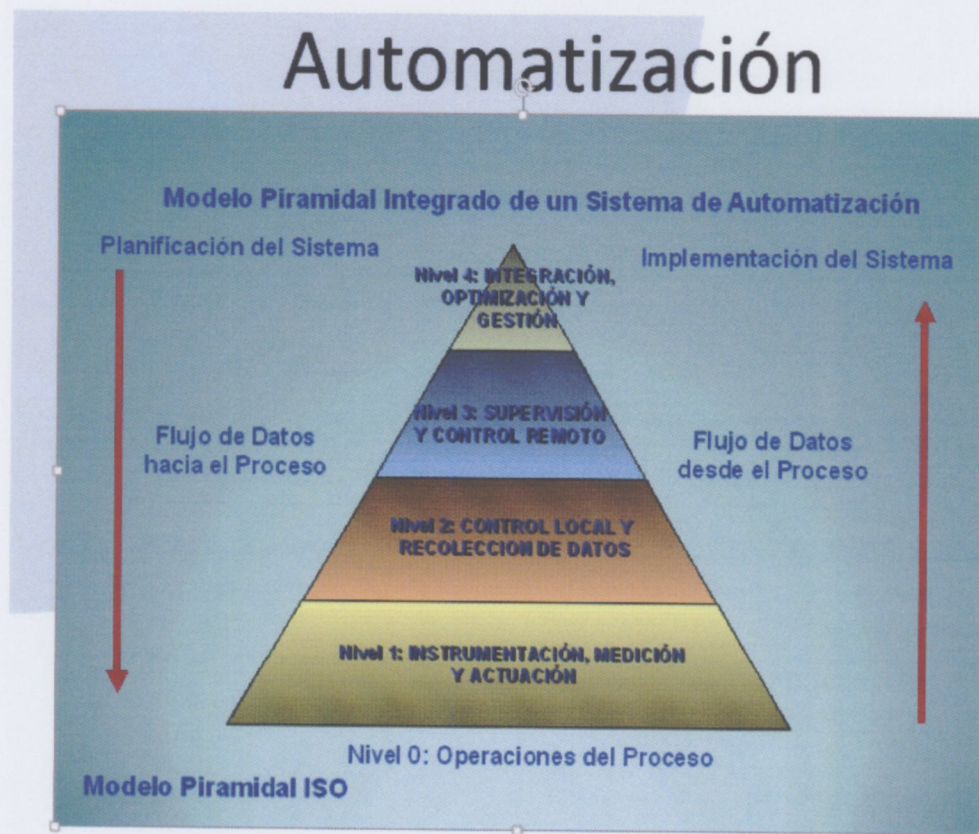 Automatización
Modelo Piramidal Integrado de un Sistema de Automatización
Planificación del Sistema
Implementación del Sistema
Nivel 4: INTEGRACIÓN,
OPTIMIZACIÓN Y
GESTIÓN
Nivel 3: SUPERVISIÓN
Y CONTROL REMOTO
Flujo de Datos
hacia el Proceso
Flujo de Datos
desde el Proceso
Nivel 2: CONTROL LOCAL Y
RECOLECCION DE DATOS
Nivel 1: INSTRUMENTACIÓN, MEDICIÓN
Y ACTUACIÓN
Nivel 0: Operaciones del Proceso
Modelo Piramidal ISO